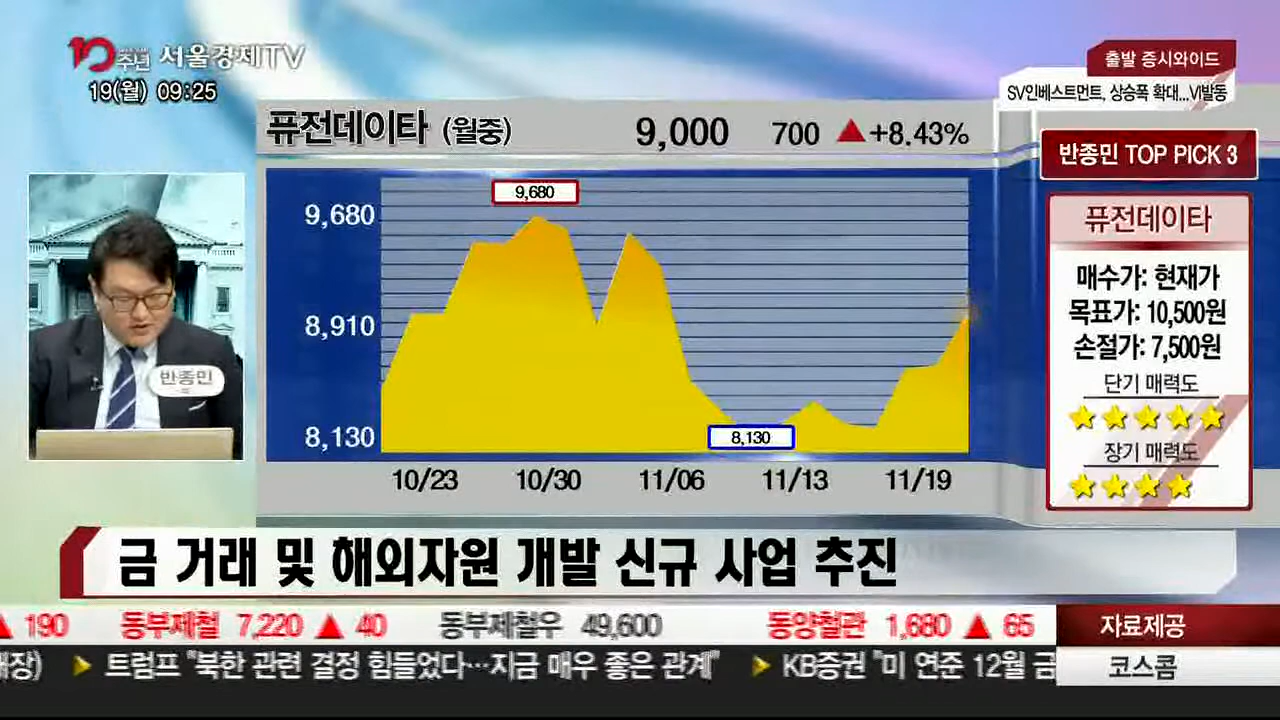 10주년 서울경제TV
19(월) 09:25
출발 증시와이드
SV인베스트먼트, 상승폭 확대...VI발동
퓨전데이타 (월중) 9,000 700 ▲+8.43%
반종민 TOP PICK 3
9,680
9,680
8,910
8,130
8,130
10/23 10/30 11/06 11/13 11/19
반종민
퓨전데이타
매수가: 현재가
목표가: 10,500원
손절가: 7,500원
단기 매력도
★★★★★
장기 매력도
★★★★
금 거래 및 해외자원 개발 신규 사업 추진
▲ 190 동부제철 7,220 ▲ 40 동부제철우 49,600 동양철관 1,680 ▲ 65
자료제공
장) ▶ 트럼프 "북한 관련 결정 힘들었다…지금 매우 좋은 관계" ▶ KB증권 "미 연준 12월 금
코스콤